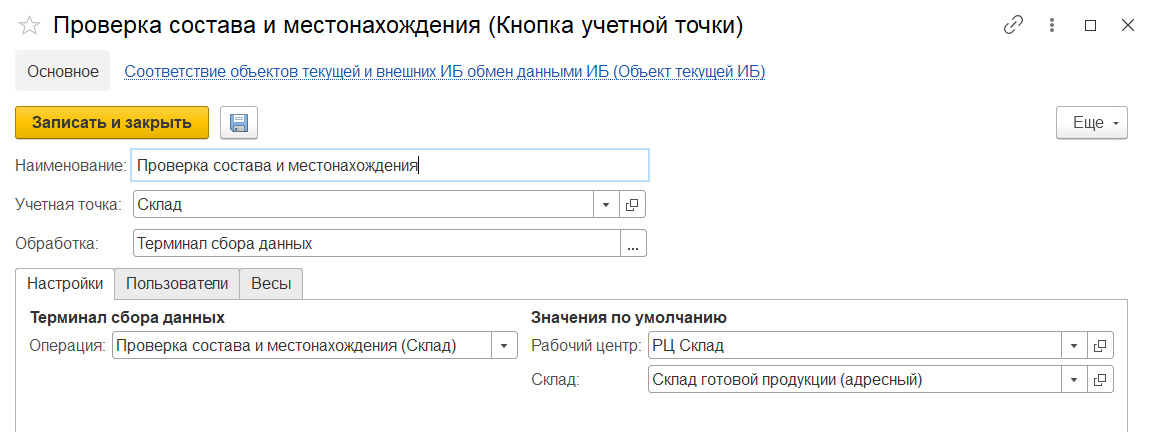 Проверка состава и местонахождения (Кнопка учетной точки)
Основное Соответствие объектов текущей и внешних ИБ обмен данными ИБ (Объект текущей ИБ)
Записать и закрыть Еще
Наименование: Проверка состава и местонахождения
Учетная точка: Склад
Обработка: Терминал сбора данных ...
Настройки Пользователи Весы
Терминал сбора данных Значения по умолчанию
Операция: Проверка состава и местонахождения (Склад) Рабочий центр: РЦ Склад
Склад: Склад готовой продукции (адресный)